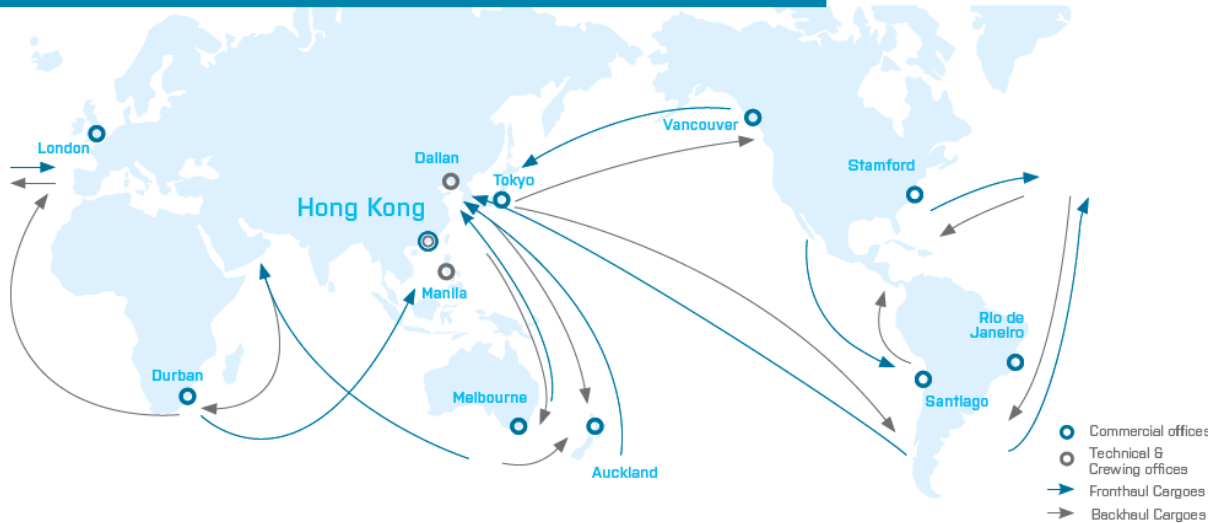 London
Vancouver
Dalian
Tokyo
Stamford
Hong Kong
Manila
Rio de
Janeiro
Durban
Melbourne
Santiago
Auckland
Commercial offices
Technical &
Crewing offices
Fronthaul Cargoes
Backhaul Cargoes